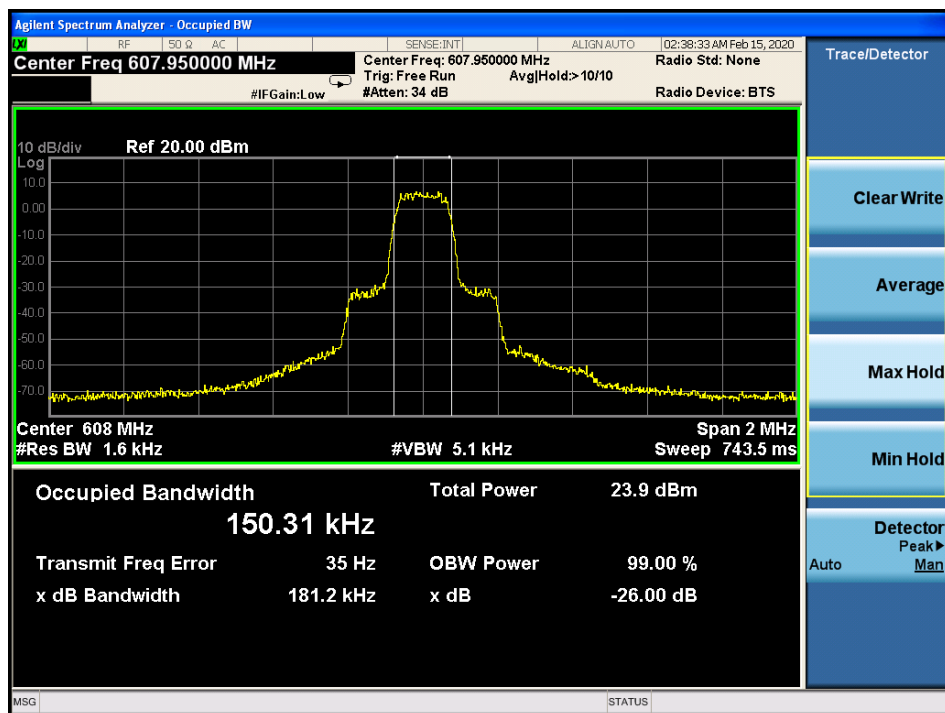 Agilent Spectrum Analyzer - Occupied BW
LXI RF 50 Ω AC SENSE:INT ALIGN AUTO 02:38:33 AM Feb 15, 2020
Center Freq 607.950000 MHz
Center Freq: 607.950000 MHz
Radio Std: None
Trig: Free Run
Avg|Hold:>10/10
#IFGain:Low
#Atten: 34 dB
Radio Device: BTS
10 dB/div
Ref 20.00 dBm
Log
10.0
0.00
-10.0
-20.0
-30.0
-40.0
-50.0
-60.0
-70.0
Center 608 MHz
Span 2 MHz
#Res BW 1.6 kHz
#VBW 5.1 kHz
Sweep 743.5 ms
Occupied Bandwidth
Total Power 23.9 dBm
150.31 kHz
Transmit Freq Error 35 Hz
OBW Power 99.00 %
x dB Bandwidth 181.2 kHz
x dB -26.00 dB
MSG
STATUS
Trace/Detector
Clear Write
Average
Max Hold
Min Hold
Detector
Peak▶
Auto Man